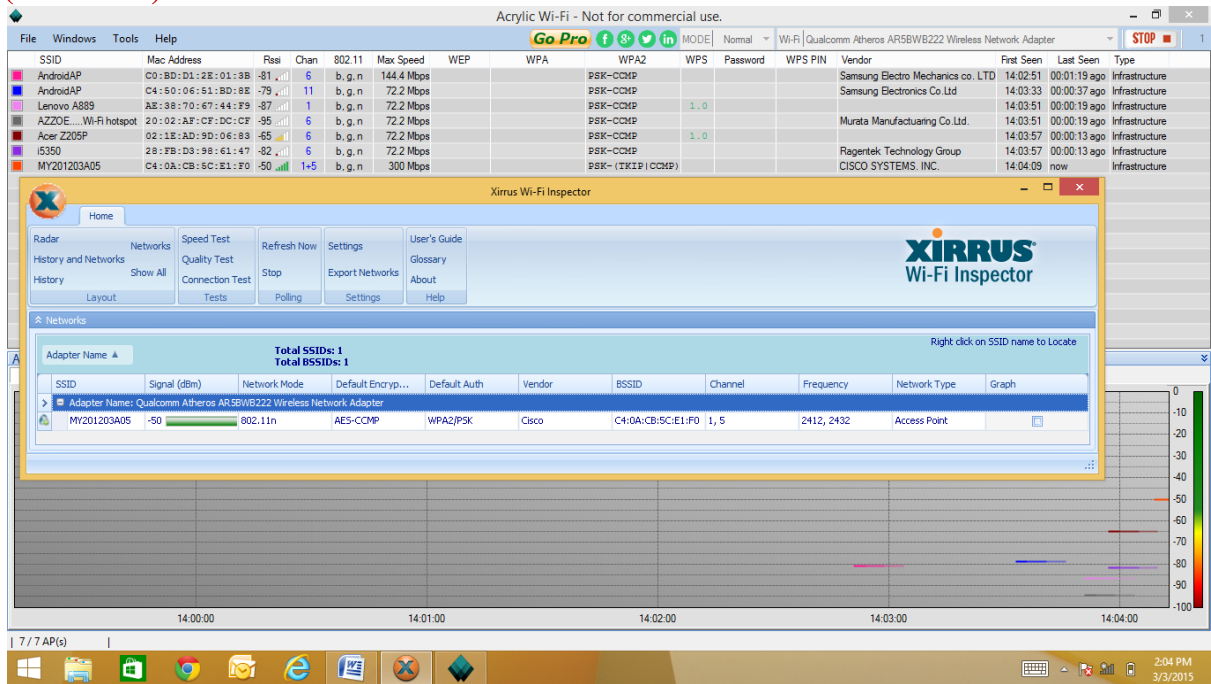 Acrylic Wi-Fi - Not for commercial use.
File Windows Tools Help Go Pro MODE Normal Wi-Fi Qualcomm Atheros AR5BWB222 Wireless Network Adapter STOP 1
SSID Mac Address Rssi Chan 802.11 Max Speed WEP WPA WPA2 WPS Password WPS PIN Vendor First Seen Last Seen Type
AndroidAP C0:BD:D1:2E:01:3B -81 6 b, g, n 144.4 Mbps PSK-CCMP Samsung Electro Mechanics co. LTD 14:02:51 00:01:19 ago Infrastructure
AndroidAP C4:50:06:51:BD:8E -79 11 b, g, n 72.2 Mbps PSK-CCMP Samsung Electronics Co.Ltd 14:03:33 00:00:37 ago Infrastructure
Lenovo A889 AE:38:70:67:44:F9 -87 1 b, g, n 72.2 Mbps PSK-CCMP 1.0 14:03:51 00:00:19 ago Infrastructure
AZZOE.....Wi-Fi hotspot 20:02:AF:CF:DC:CF -95 6 b, g, n 72.2 Mbps PSK-CCMP Murata Manufactuaring Co.Ltd. 14:03:51 00:00:19 ago Infrastructure
Acer Z205P 02:1E:AD:9D:06:83 -65 6 b, g, n 72.2 Mbps PSK-CCMP 1.0 14:03:57 00:00:13 ago Infrastructure
i5350 28:FB:D3:98:61:47 -82 6 b, g, n 72.2 Mbps PSK-CCMP Ragentek Technology Group 14:03:57 00:00:13 ago Infrastructure
MY201203A05 C4:0A:CB:5C:E1:F0 -50 1+5 b, g, n 300 Mbps PSK-(TKIP|CCMP) CISCO SYSTEMS. INC. 14:04:09 now Infrastructure
Xirrus Wi-Fi Inspector
Home
Radar Networks Speed Test Refresh Now Settings User's Guide
History and Networks Quality Test Glossary
History Show All Connection Test Stop Export Networks About
Layout Tests Polling Settings Help
XIRRUS
Wi-Fi Inspector
Networks
Adapter Name Total SSIDs: 1 Right click on SSID name to Locate
Total BSSIDs: 1
SSID Signal (dBm) Network Mode Default Encryp... Default Auth Vendor BSSID Channel Frequency Network Type Graph
Adapter Name: Qualcomm Atheros AR5BWB222 Wireless Network Adapter
MY201203A05 -50 802.11n AES-CCMP WPA2/PSK Cisco C4:0A:CB:5C:E1:F0 1, 5 2412, 2432 Access Point
0
-10
-20
-30
-40
-50
-60
-70
-80
-90
-100
14:00:00 14:01:00 14:02:00 14:03:00 14:04:00
7 / 7 AP(s)
2:04 PM
3/3/2015